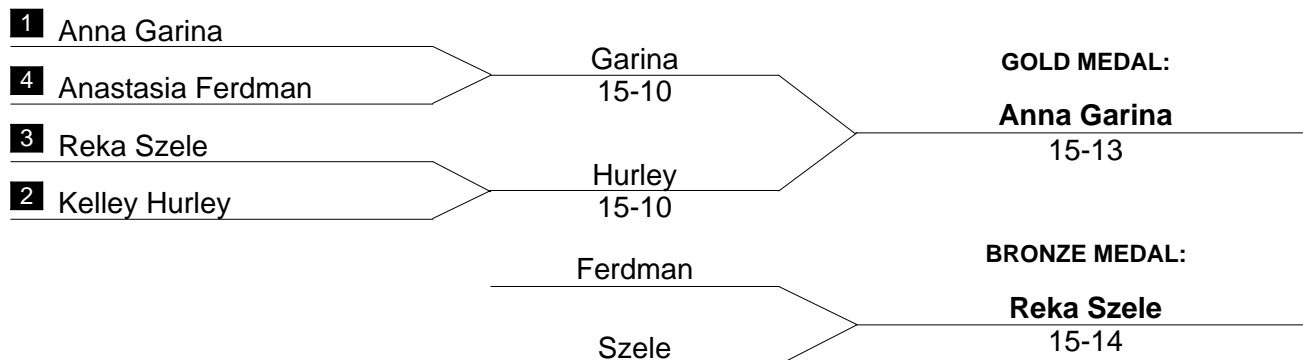 1 Anna Garina
4 Anastasia Ferdman
3 Reka Szele
2 Kelley Hurley
Garina
15-10
Hurley
15-10
GOLD MEDAL:
Anna Garina
15-13
Ferdman
Szele
BRONZE MEDAL:
Reka Szele
15-14